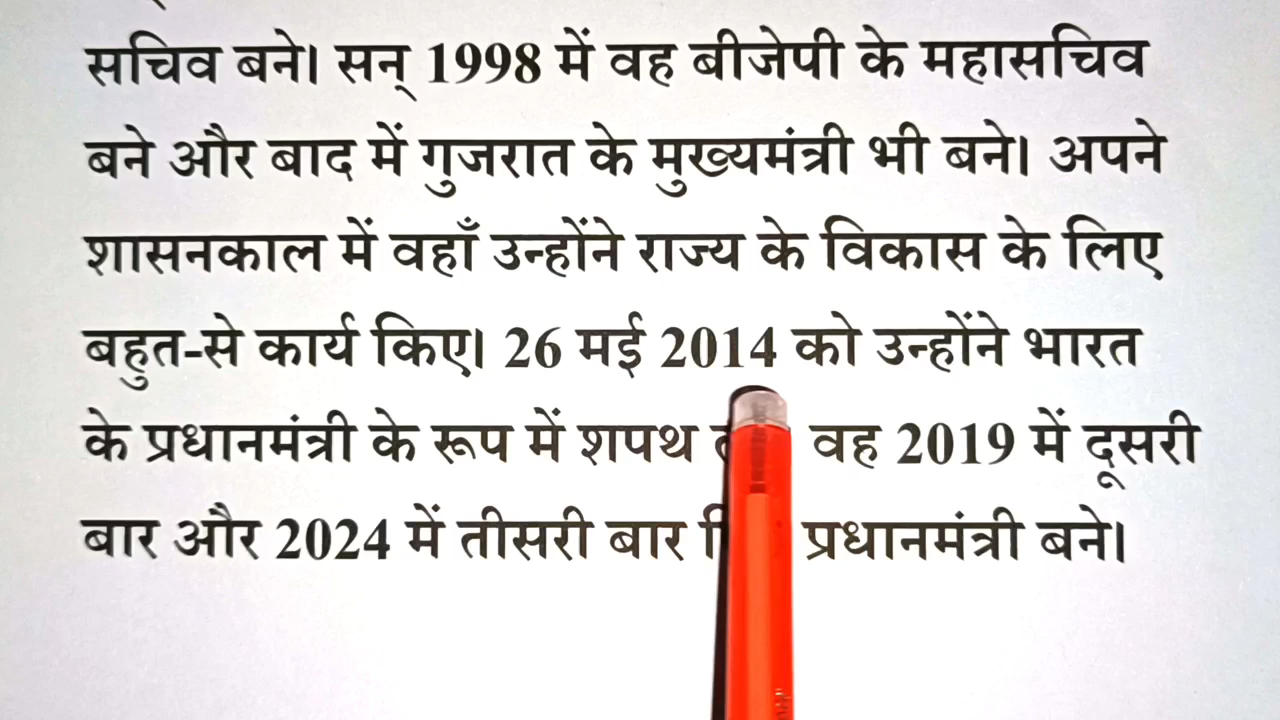 सचिव बने। सन् 1998 में वह बीजेपी के महासचिव
बने और बाद में गुजरात के मुख्यमंत्री भी बने। अपने
शासनकाल में वहाँ उन्होंने राज्य के विकास के लिए
बहुत-से कार्य किए। 26 मई 2014 को उन्होंने भारत
के प्रधानमंत्री के रूप में शपथ वह 2019 में दूसरी
बार और 2024 में तीसरी बार प्रधानमंत्री बने।